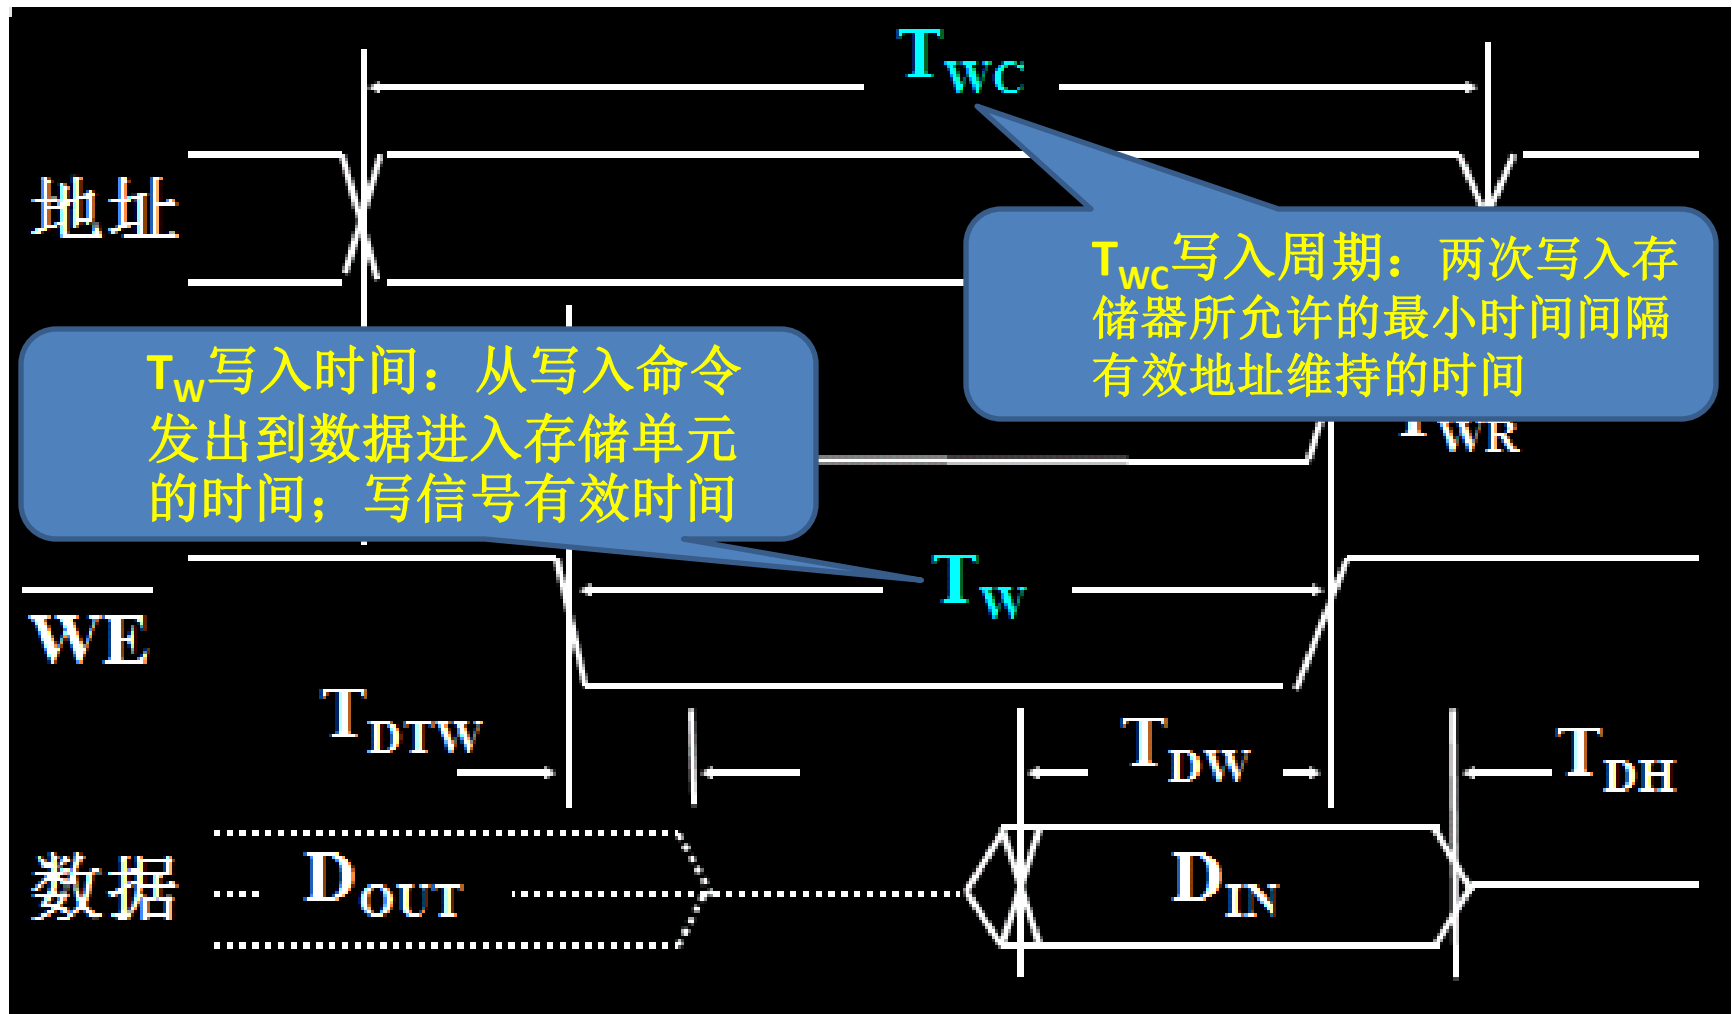 TWC
地址
TWC写入周期：两次写入存
储器所允许的最小时间间隔
有效地址维持的时间
TW写入时间：从写入命令
发出到数据进入存储单元
的时间；写信号有效时间
TWR
TW
WE
TDTW
TDW
TDH
数据
DOUT
DIN